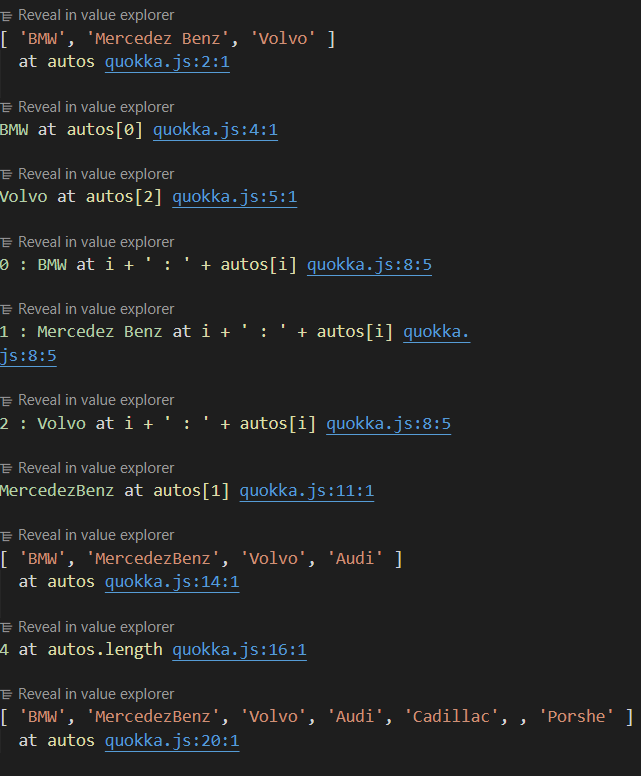 Reveal in value explorer
[ 'BMW', 'Mercedez Benz', 'Volvo' ]
at autos quokka.js:2:1
Reveal in value explorer
BMW at autos[0] quokka.js:4:1
Reveal in value explorer
Volvo at autos[2] quokka.js:5:1
Reveal in value explorer
0 : BMW at i + ' : ' + autos[i] quokka.js:8:5
Reveal in value explorer
1 : Mercedez Benz at i + ' : ' + autos[i] quokka.
js:8:5
Reveal in value explorer
2 : Volvo at i + ' : ' + autos[i] quokka.js:8:5
Reveal in value explorer
MercedezBenz at autos[1] quokka.js:11:1
Reveal in value explorer
[ 'BMW', 'MercedezBenz', 'Volvo', 'Audi' ]
at autos quokka.js:14:1
Reveal in value explorer
4 at autos.length quokka.js:16:1
Reveal in value explorer
[ 'BMW', 'MercedezBenz', 'Volvo', 'Audi', 'Cadillac', , 'Porshe' ]
at autos quokka.js:20:1